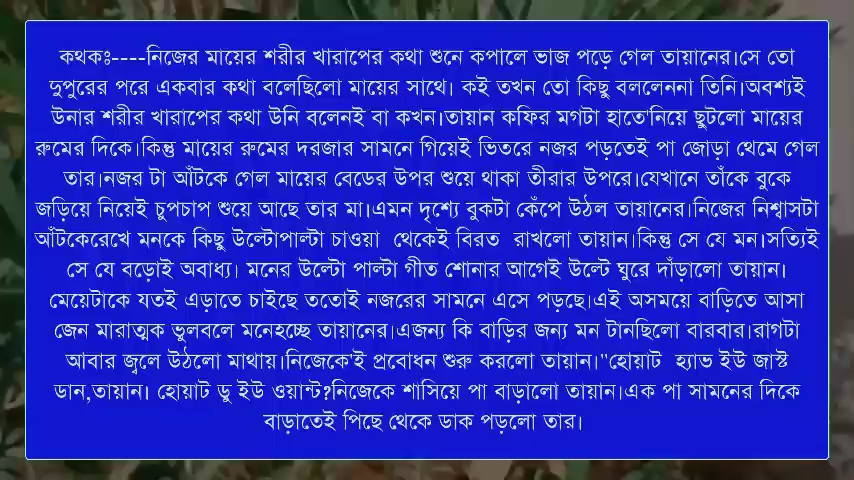 কথকঃ----নিজের মায়ের শরীর খারাপের কথা শুনে কপালে ভাজ পড়ে গেল তায়ানের।সে তো
দুপুরের পরে একবার কথা বলেছিলো মায়ের সাথে। কই তখন তো কিছু বললেননা তিনি।অবশ্যই
উনার শরীর খারাপের কথা উনি বলেনই বা কখন।তায়ান কফির মগটা হাতে'নিয়ে ছুটলো মায়ের
রুমের দিকে।কিন্তু মায়ের রুমের দরজার সামনে গিয়েই ভিতরে নজর পড়তেই পা জোড়া থেমে গেল
তার।নজর টা আঁটকে গেল মায়ের বেডের উপর শুয়ে থাকা তীরার উপরে।যেখানে তাঁকে বুকে
জড়িয়ে নিয়েই চুপচাপ শুয়ে আছে তার মা।এমন দৃশ্যে বুকটা কেঁপে উঠল তায়ানের।নিজের নিশ্বাসটা
আঁটকেরেখে মনকে কিছু উল্টোপাল্টা চাওয়া  থেকেই বিরত  রাখলো তায়ান।কিন্তু সে যে মন।সত্যিই
সে যে বড়োই অবাধ্য। মনের উল্টো পাল্টা গীত শোনার আগেই উল্টে ঘুরে দাঁড়ালো তায়ান।
মেয়েটাকে যতই এড়াতে চাইছে ততোই নজরের সামনে এসে পড়ছে।এই অসময়ে বাড়িতে আসা
জেন মারাত্মক ভুলবলে মনেহচ্ছে তায়ানের।এজন্য কি বাড়ির জন্য মন টানছিলো বারবার।রাগটা
আবার জ্বলে উঠলো মাথায়।নিজেকে'ই প্রবোধন শুরু করলো তায়ান।"হোয়াট  হ্যাভ ইউ জাস্ট
ডান,তায়ান। হোয়াট ডু ইউ ওয়ান্ট?নিজেকে শাসিয়ে পা বাড়ালো তায়ান।এক পা সামনের দিকে
বাড়াতেই পিছে থেকে ডাক পড়লো তার।